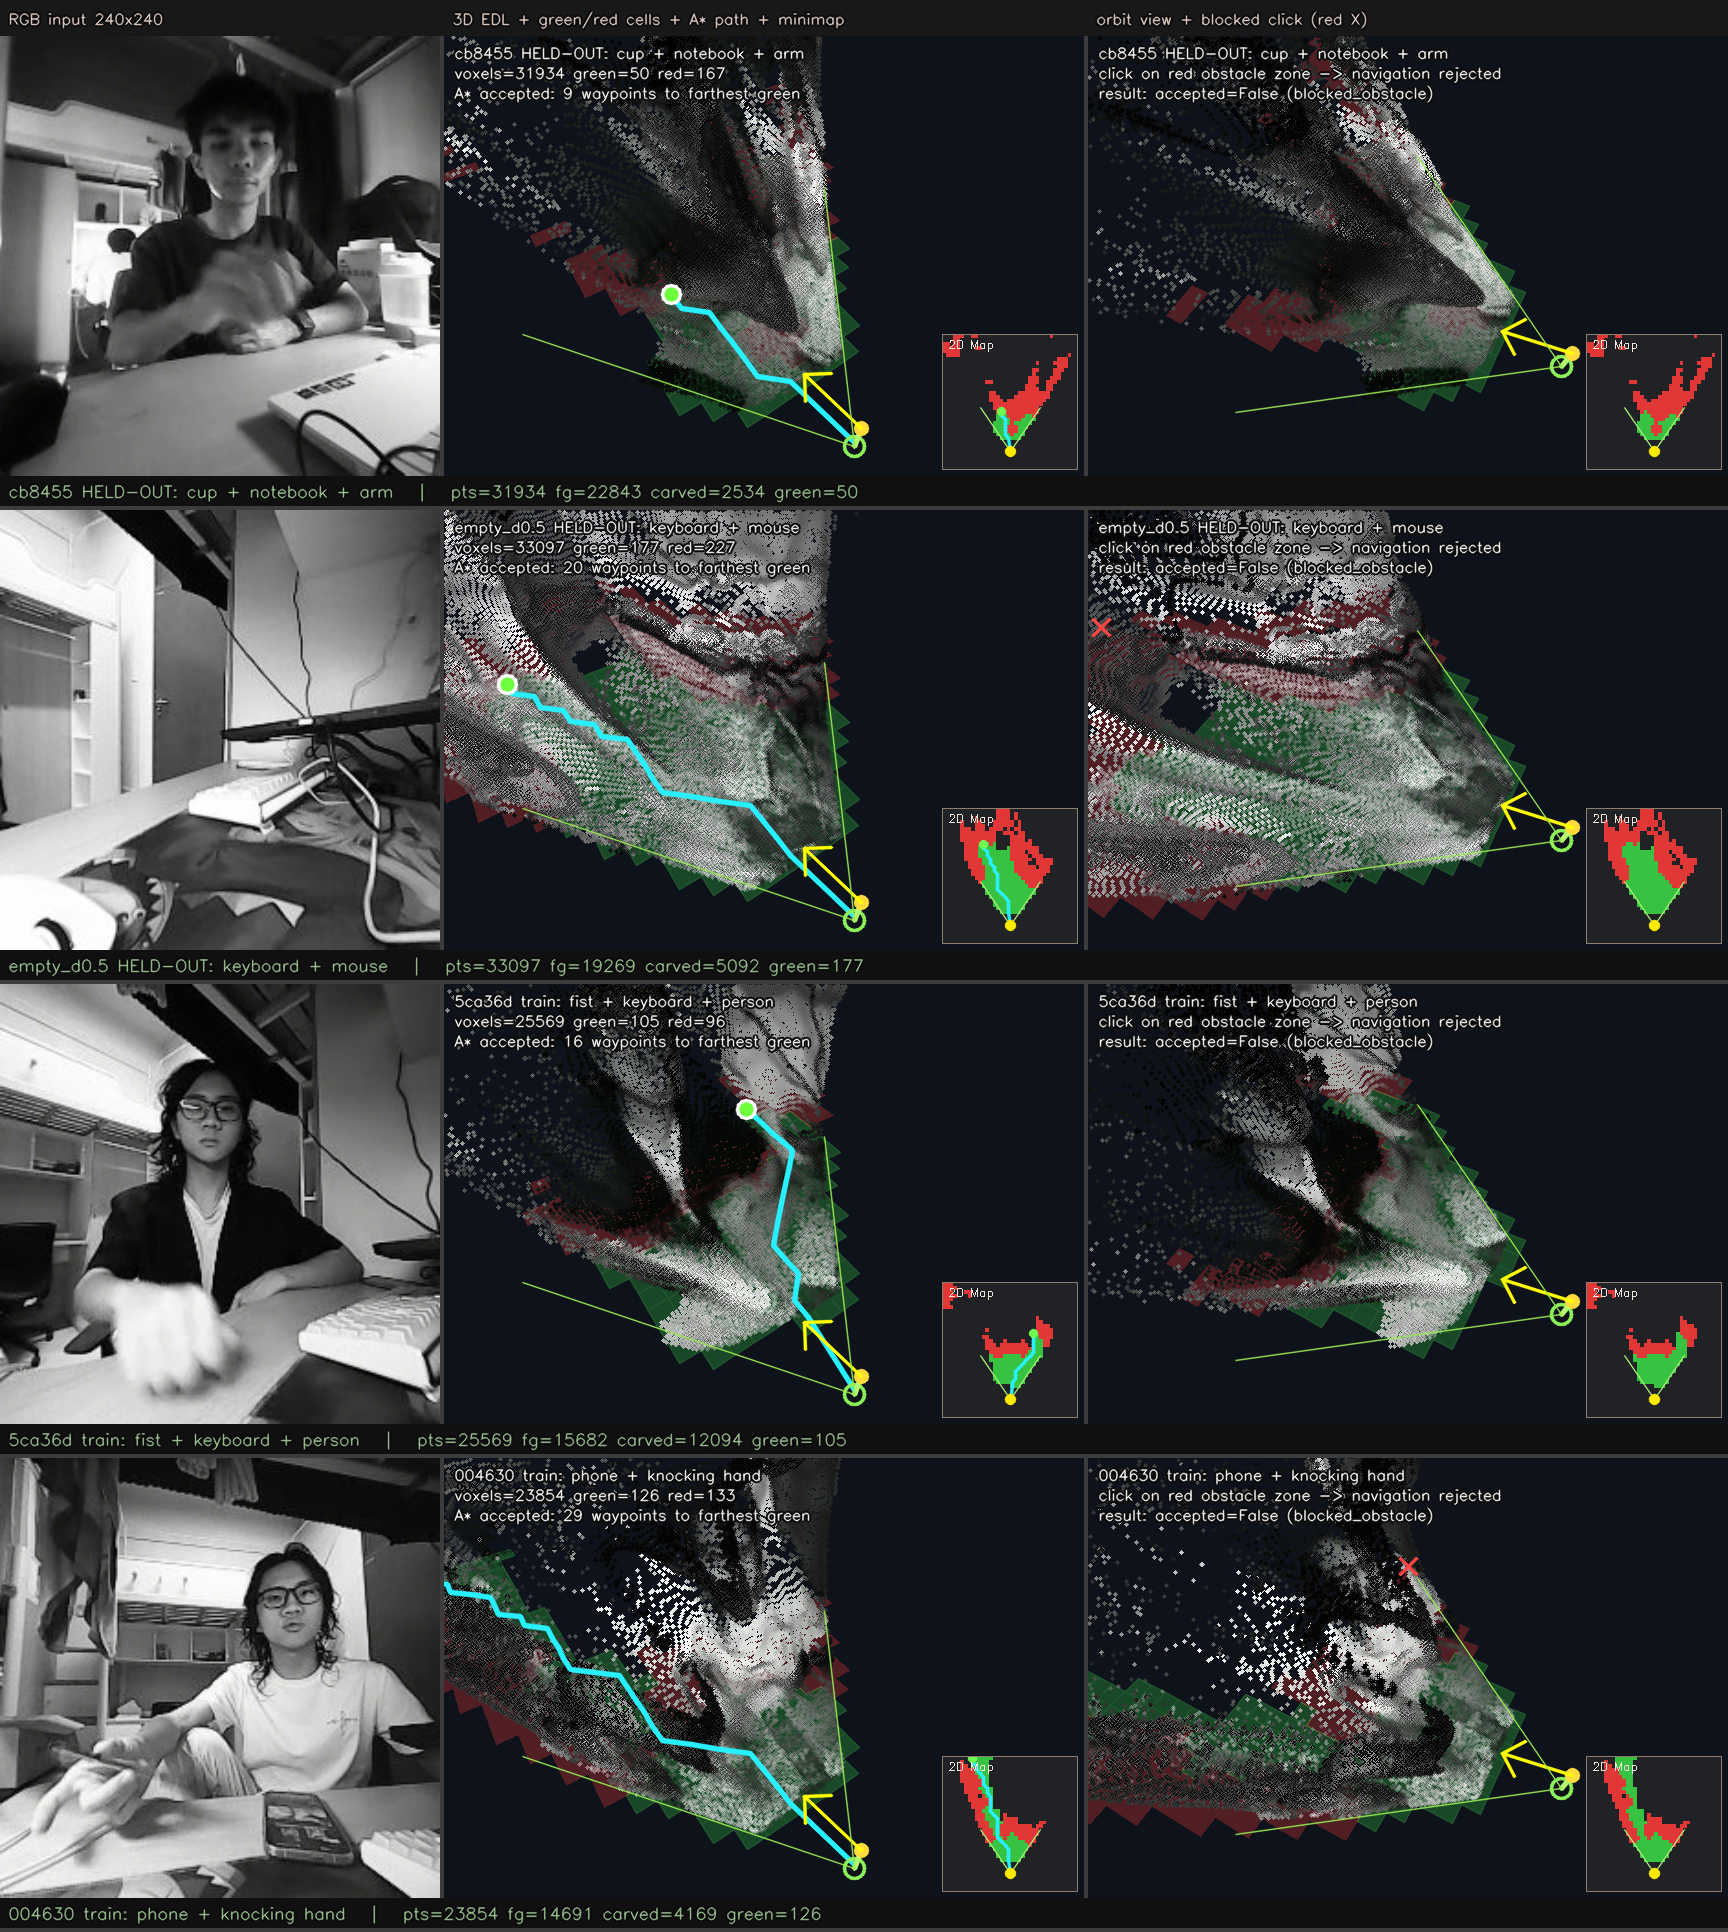 RGB input 240x240
3D EDL + green/red cells + A* path + minimap
orbit view + blocked click (red X)
cb8455 HELD-OUT: cup + notebook + arm
voxels=31934 green=50 red=167
A* accepted: 9 waypoints to farthest green
2D Map
cb8455 HELD-OUT: cup + notebook + arm
click on red obstacle zone -> navigation rejected
result: accepted=False (blocked_obstacle)
2D Map
cb8455 HELD-OUT: cup + notebook + arm | pts=31934 fg=22843 carved=2534 green=50
empty_d0.5 HELD-OUT: keyboard + mouse
voxels=33097 green=177 red=227
A* accepted: 20 waypoints to farthest green
2D Map
empty_d0.5 HELD-OUT: keyboard + mouse
click on red obstacle zone -> navigation rejected
result: accepted=False (blocked_obstacle)
2D Map
empty_d0.5 HELD-OUT: keyboard + mouse | pts=33097 fg=19269 carved=5092 green=177
5ca36d train: fist + keyboard + person
voxels=25569 green=105 red=96
A* accepted: 16 waypoints to farthest green
2D Map
5ca36d train: fist + keyboard + person
click on red obstacle zone -> navigation rejected
result: accepted=False (blocked_obstacle)
2D Map
5ca36d train: fist + keyboard + person | pts=25569 fg=15682 carved=12094 green=105
004630 train: phone + knocking hand
voxels=23854 green=126 red=133
A* accepted: 29 waypoints to farthest green
2D Map
004630 train: phone + knocking hand
click on red obstacle zone -> navigation rejected
result: accepted=False (blocked_obstacle)
2D Map
004630 train: phone + knocking hand | pts=23854 fg=14691 carved=4169 green=126